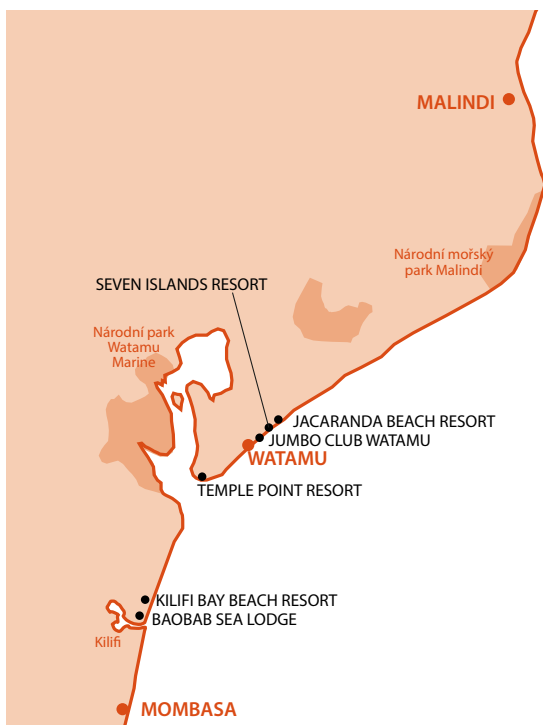 MALINDI
Národní mořský
park Malindi
SEVEN ISLANDS RESORT
Národní park
Watamu
Marine
JACARANDA BEACH RESORT
JUMBO CLUB WATAMU
WATAMU
TEMPLE POINT RESORT
KILIFI BAY BEACH RESORT
BAOBAB SEA LODGE
Kilifi
MOMBASA